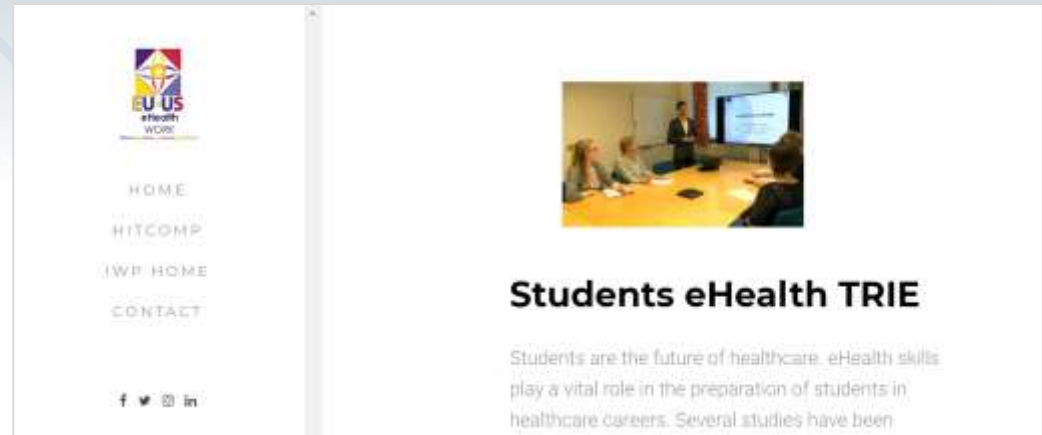 EU*US
eHealth
WORK
HOME
HITCOMP
IWP HOME
CONTACT
Students eHealth TRIE
Students are the future of healthcare. eHealth skills
play a vital role in the preparation of students in
healthcare careers. Several studies have been